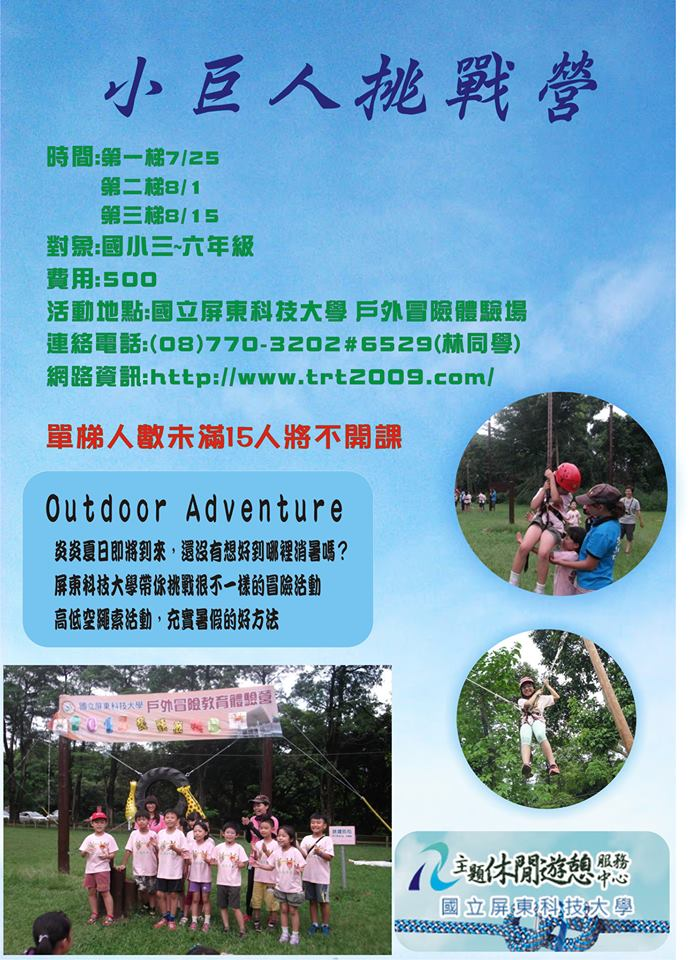 小巨人挑戰營
時間:第一梯7/25
第二梯8/1
第三梯8/15
對象:國小三~六年級
費用:500
活動地點:國立屏東科技大學 戶外冒險體驗場
連絡電話:(08)770-3202#6529(林同學)
網路資訊:http://www.trt2009.com/
單梯人數未滿15人將不開課
Outdoor Adventure
炎炎夏日即將到來，還沒有想好到哪裡消暑嗎？
屏東科技大學帶你挑戰很不一樣的冒險活動
高低空繩索活動，充實暑假的好方法
國立屏東科技大學 戶外冒險教育體驗營
主題休閒遊憩服務中心
國立屏東科技大學